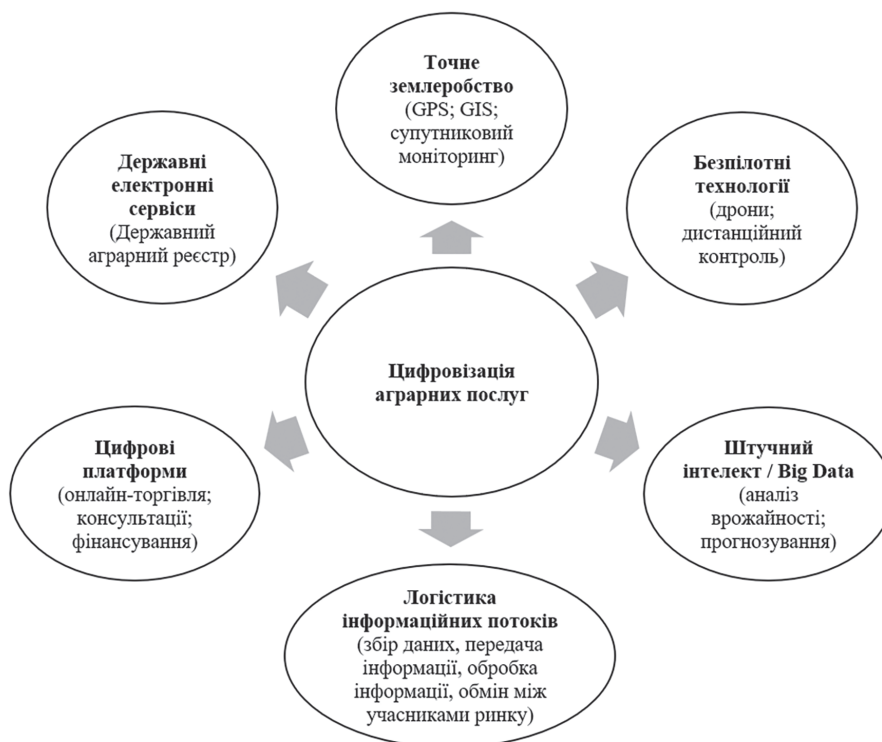 Точне
землеробство
(GPS; GIS;
супутниковий
моніторинг)
Державні
електронні
сервіси
(Державний
аграрний реєстр)
Безпілотні
технології
(дрони;
дистанційний
контроль)
Цифровізація
аграрних послуг
Цифрові
платформи
(онлайн-торгівля;
консультації;
фінансування)
Штучний
інтелект / Big Data
(аналіз
врожайності;
прогнозування)
Логістика
інформаційних потоків
(збір даних, передача
інформації, обробка
інформації, обмін між
учасниками ринку)